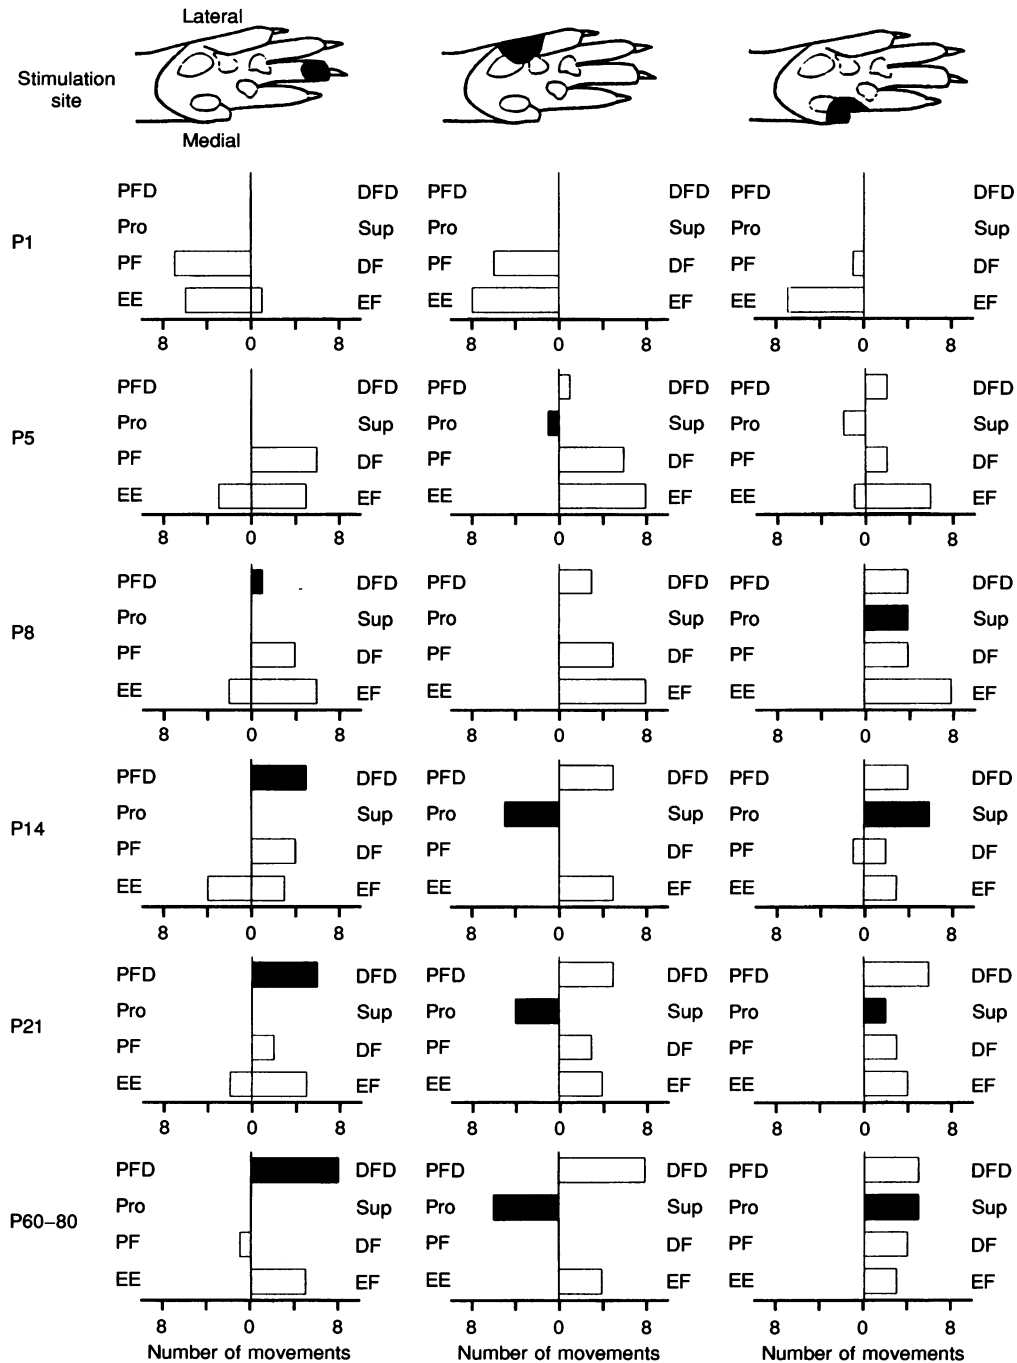 Lateral
Stimulation
site
Medial
P1
PFD DFD PFD DFD PFD DFD
Pro Sup Pro Sup Pro Sup
PF DF PF DF PF DF
EE EF EE EF EE EF
8 0 8 8 0 8 8 0 8
P5
PFD DFD PFD DFD PFD DFD
Pro Sup Pro Sup Pro Sup
PF DF PF DF PF DF
EE EF EE EF EE EF
8 0 8 8 0 8 8 0 8
P8
PFD DFD PFD DFD PFD DFD
Pro Sup Pro Sup Pro Sup
PF DF PF DF PF DF
EE EF EE EF EE EF
8 0 8 8 0 8 8 0 8
P14
PFD DFD PFD DFD PFD DFD
Pro Sup Pro Sup Pro Sup
PF DF PF DF PF DF
EE EF EE EF EE EF
8 0 8 8 0 8 8 0 8
P21
PFD DFD PFD DFD PFD DFD
Pro Sup Pro Sup Pro Sup
PF DF PF DF PF DF
EE EF EE EF EE EF
8 0 8 8 0 8 8 0 8
P60–80
PFD DFD PFD DFD PFD DFD
Pro Sup Pro Sup Pro Sup
PF DF PF DF PF DF
EE EF EE EF EE EF
8 0 8 8 0 8 8 0 8
Number of movements Number of movements Number of movements